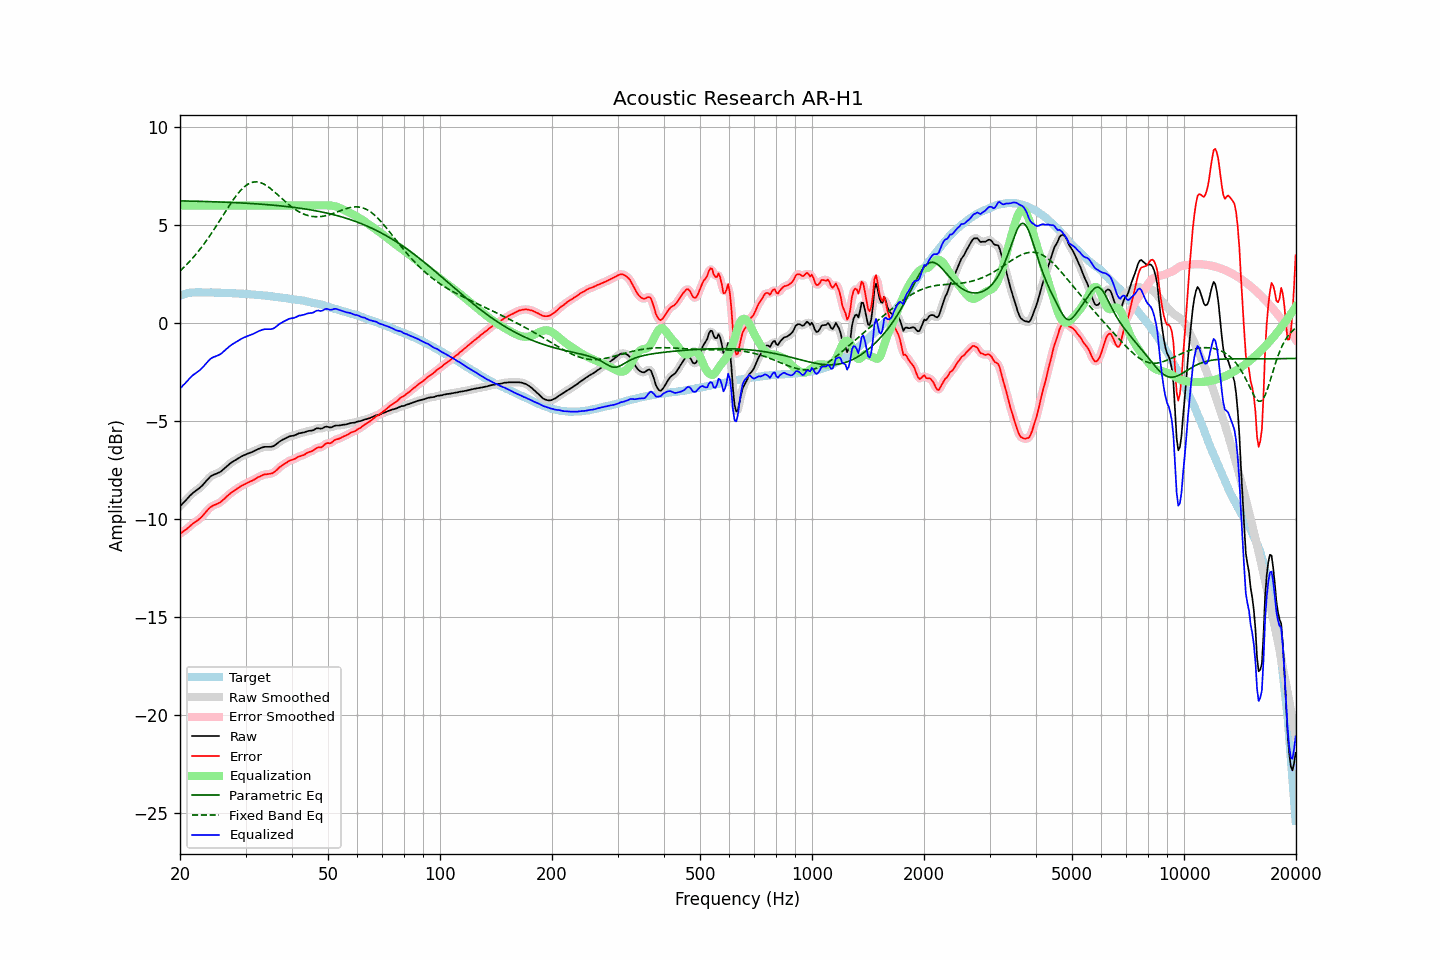 Acoustic Research AR-H1
10
5
0
−5
−10
−15
−20
−25
Amplitude (dBr)
Target
Raw Smoothed
Error Smoothed
Raw
Error
Equalization
Parametric Eq
Fixed Band Eq
Equalized
20 50 100 200 500 1000 2000 5000 10000 20000
Frequency (Hz)